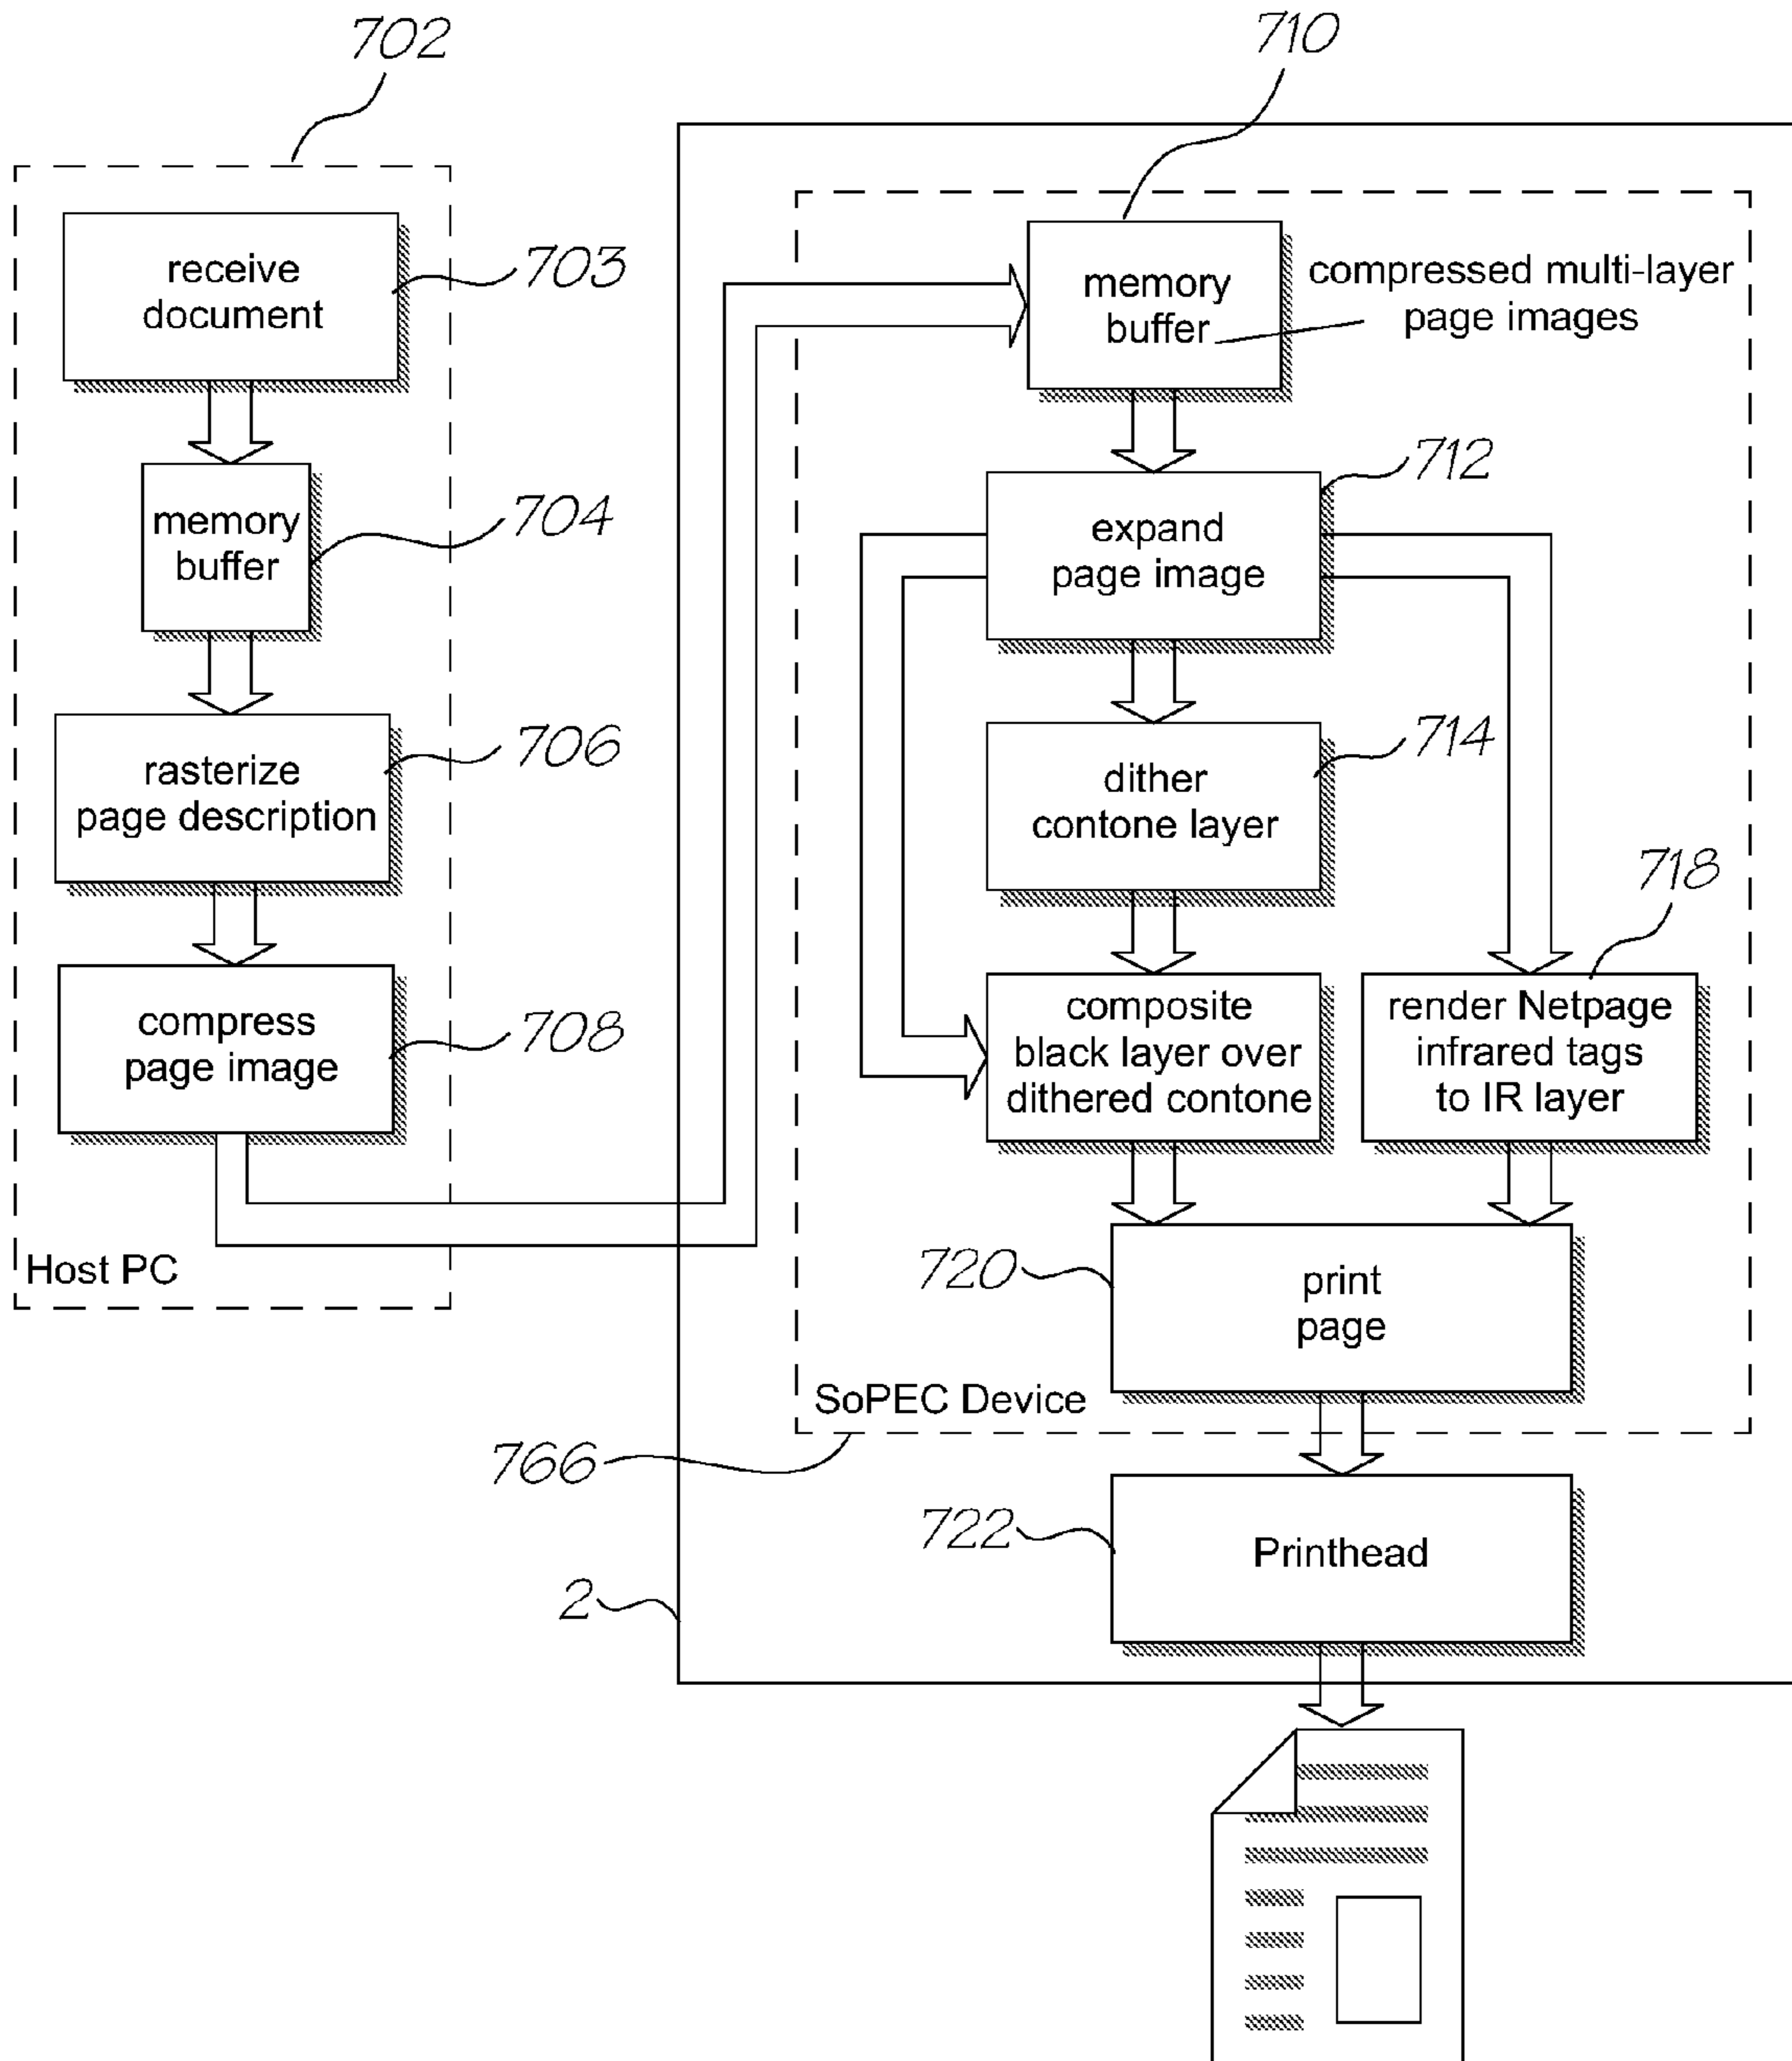 702
receive
document
703
memory
buffer
704
rasterize
page description
706
compress
page image
708
Host PC
710
memory
buffer
compressed multi-layer
page images
expand
page image
712
dither
contone layer
714
composite
black layer over
dithered contone
718
render Netpage
infrared tags
to IR layer
print
page
720
SoPEC Device
766
Printhead
722
2